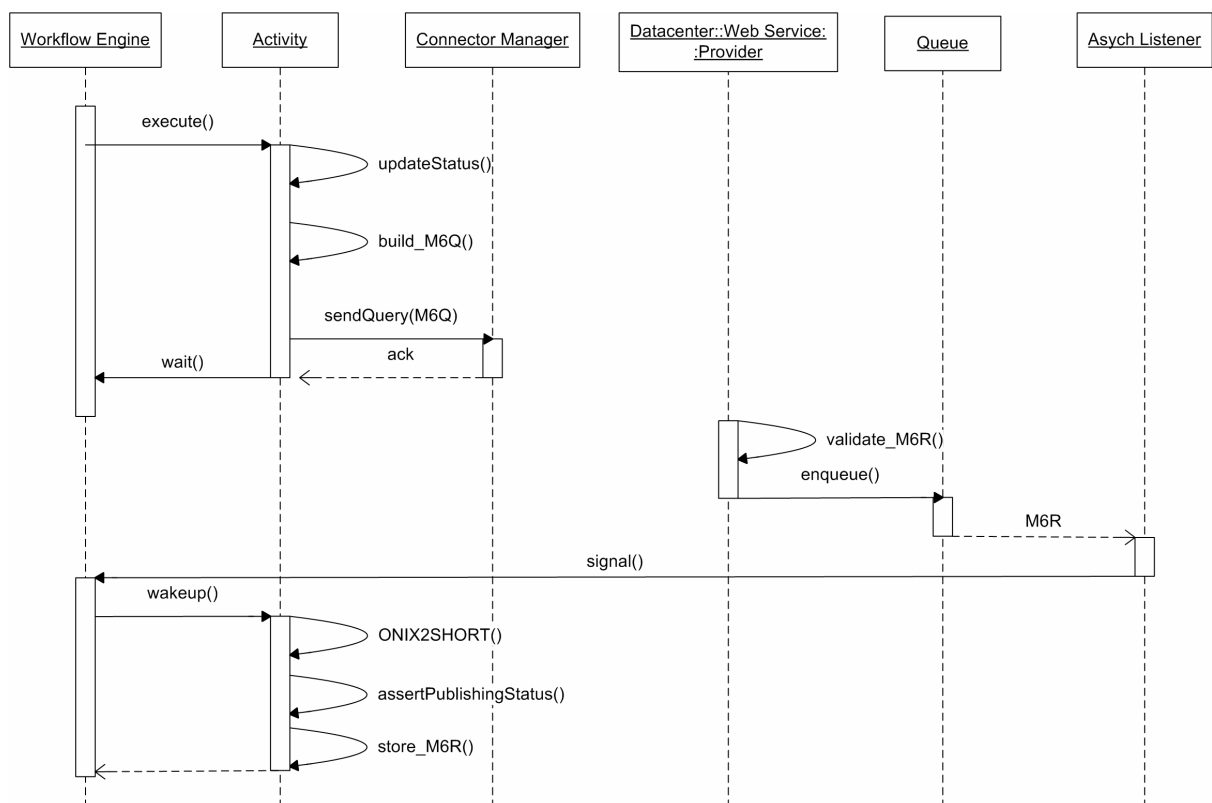 Workflow Engine
Activity
Connector Manager
Datacenter::Web Service:
:Provider
Queue
Asych Listener
execute()
updateStatus()
build_M6Q()
sendQuery(M6Q)
ack
wait()
validate_M6R()
enqueue()
M6R
signal()
wakeup()
ONIX2SHORT()
assertPublishingStatus()
store_M6R()